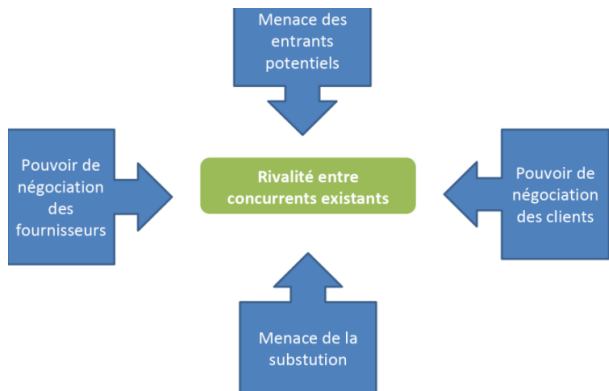 Menace des
entrants
potentiels
Pouvoir de
négociation
des
fournisseurs
Rivalité entre
concurrents existants
Pouvoir de
négociation
des clients
Menace de la
substution